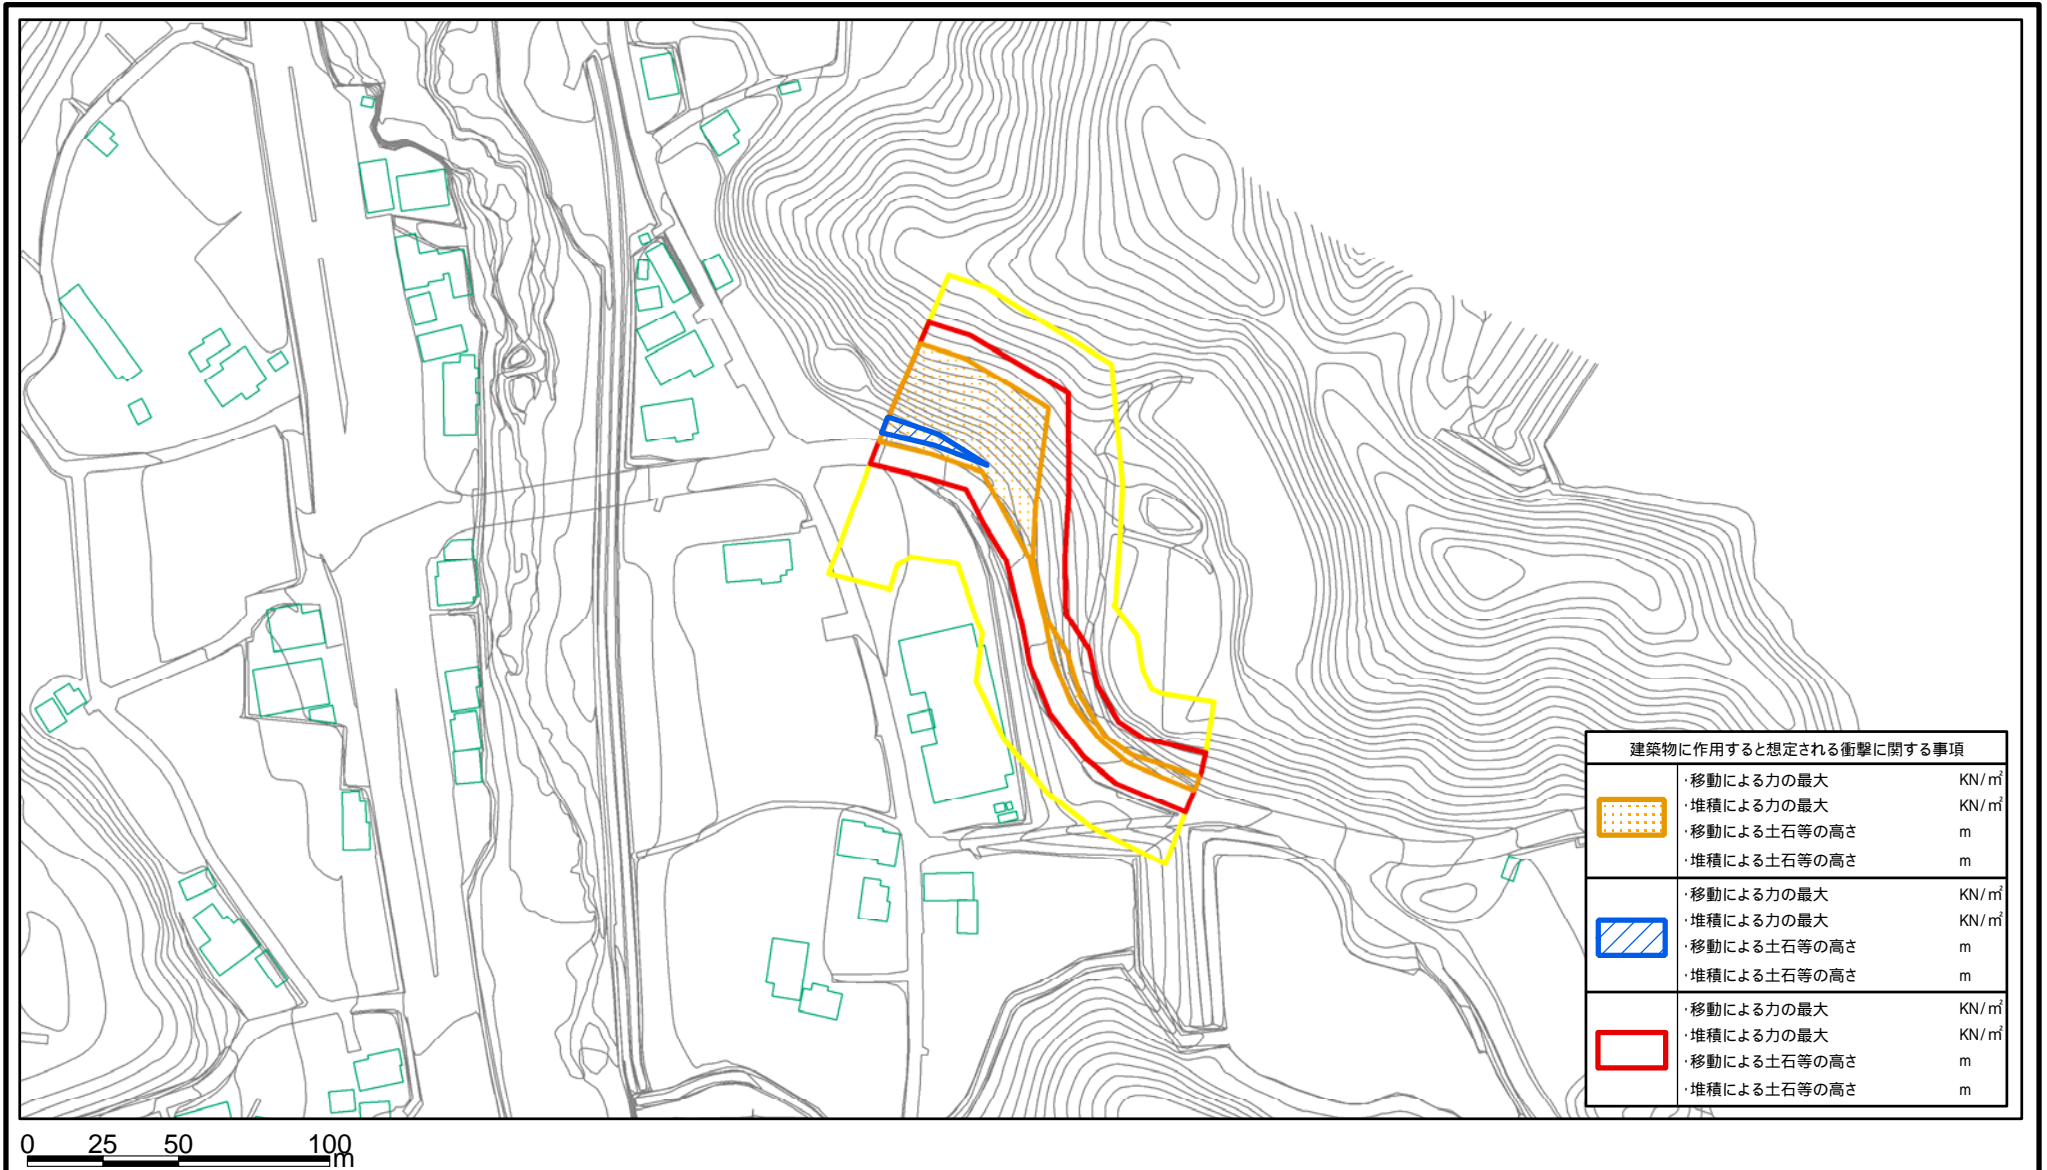 建築物に作用すると想定される衝撃に関する事項
･移動による力の最大 KN/㎡
･堆積による力の最大 KN/㎡
･移動による土石等の高さ m
･堆積による土石等の高さ m
･移動による力の最大 KN/㎡
･堆積による力の最大 KN/㎡
･移動による土石等の高さ m
･堆積による土石等の高さ m
･移動による力の最大 KN/㎡
･堆積による力の最大 KN/㎡
･移動による土石等の高さ m
･堆積による土石等の高さ m
0 25 50 100
m